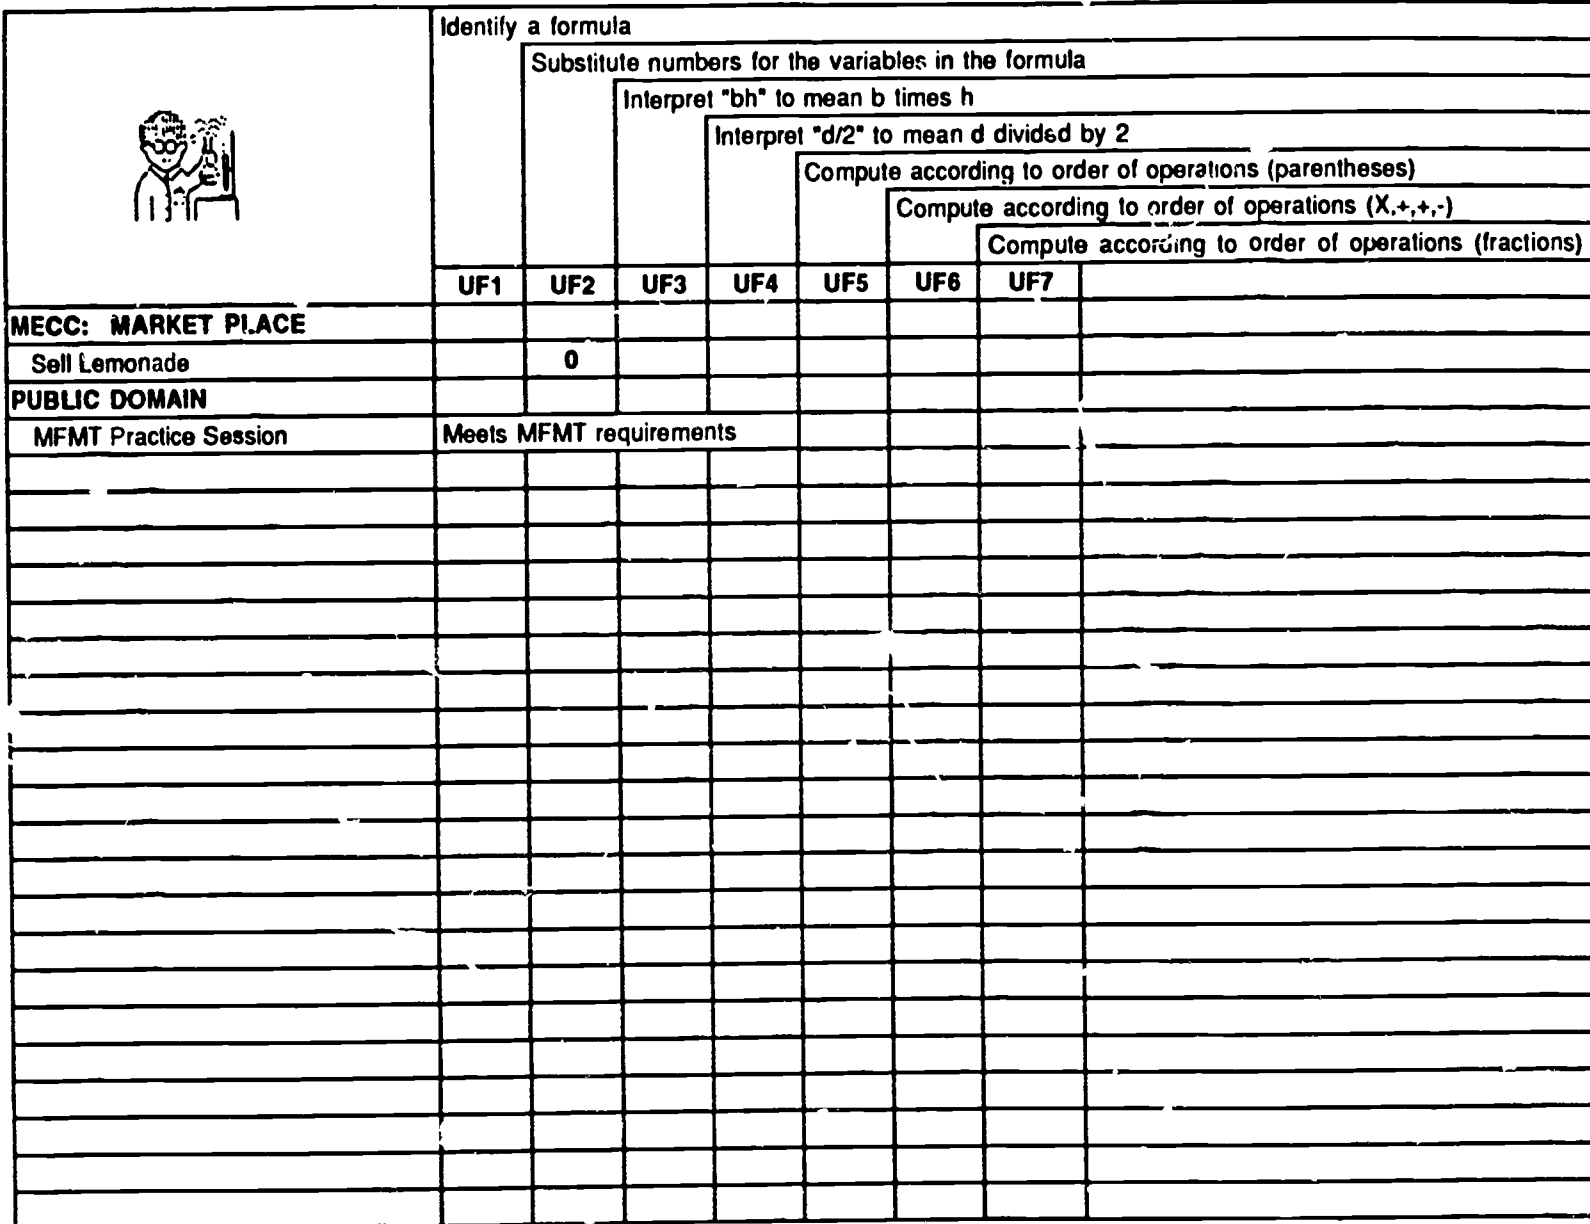 Identify a formula
Substitute numbers for the variables in the formula
Interpret "bh" to mean b times h
Interpret "d/2" to mean d divided by 2
Compute according to order of operations (parentheses)
Compute according to order of operations (X,+,+,-)
Compute according to order of operations (fractions)
UF1 UF2 UF3 UF4 UF5 UF6 UF7
MECC: MARKET PLACE
Sell Lemonade 0
PUBLIC DOMAIN
MFMT Practice Session Meets MFMT requirements